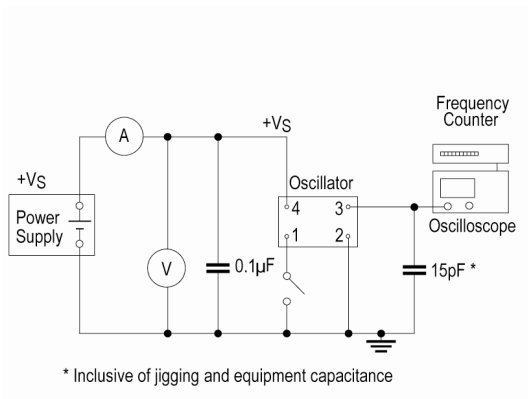 Frequency
Counter
+VS
A
+VS
Oscillator
Power
Supply
4
3
Oscilloscope
1
2
V
0.1µF
15pF *
* Inclusive of jigging and equipment capacitance